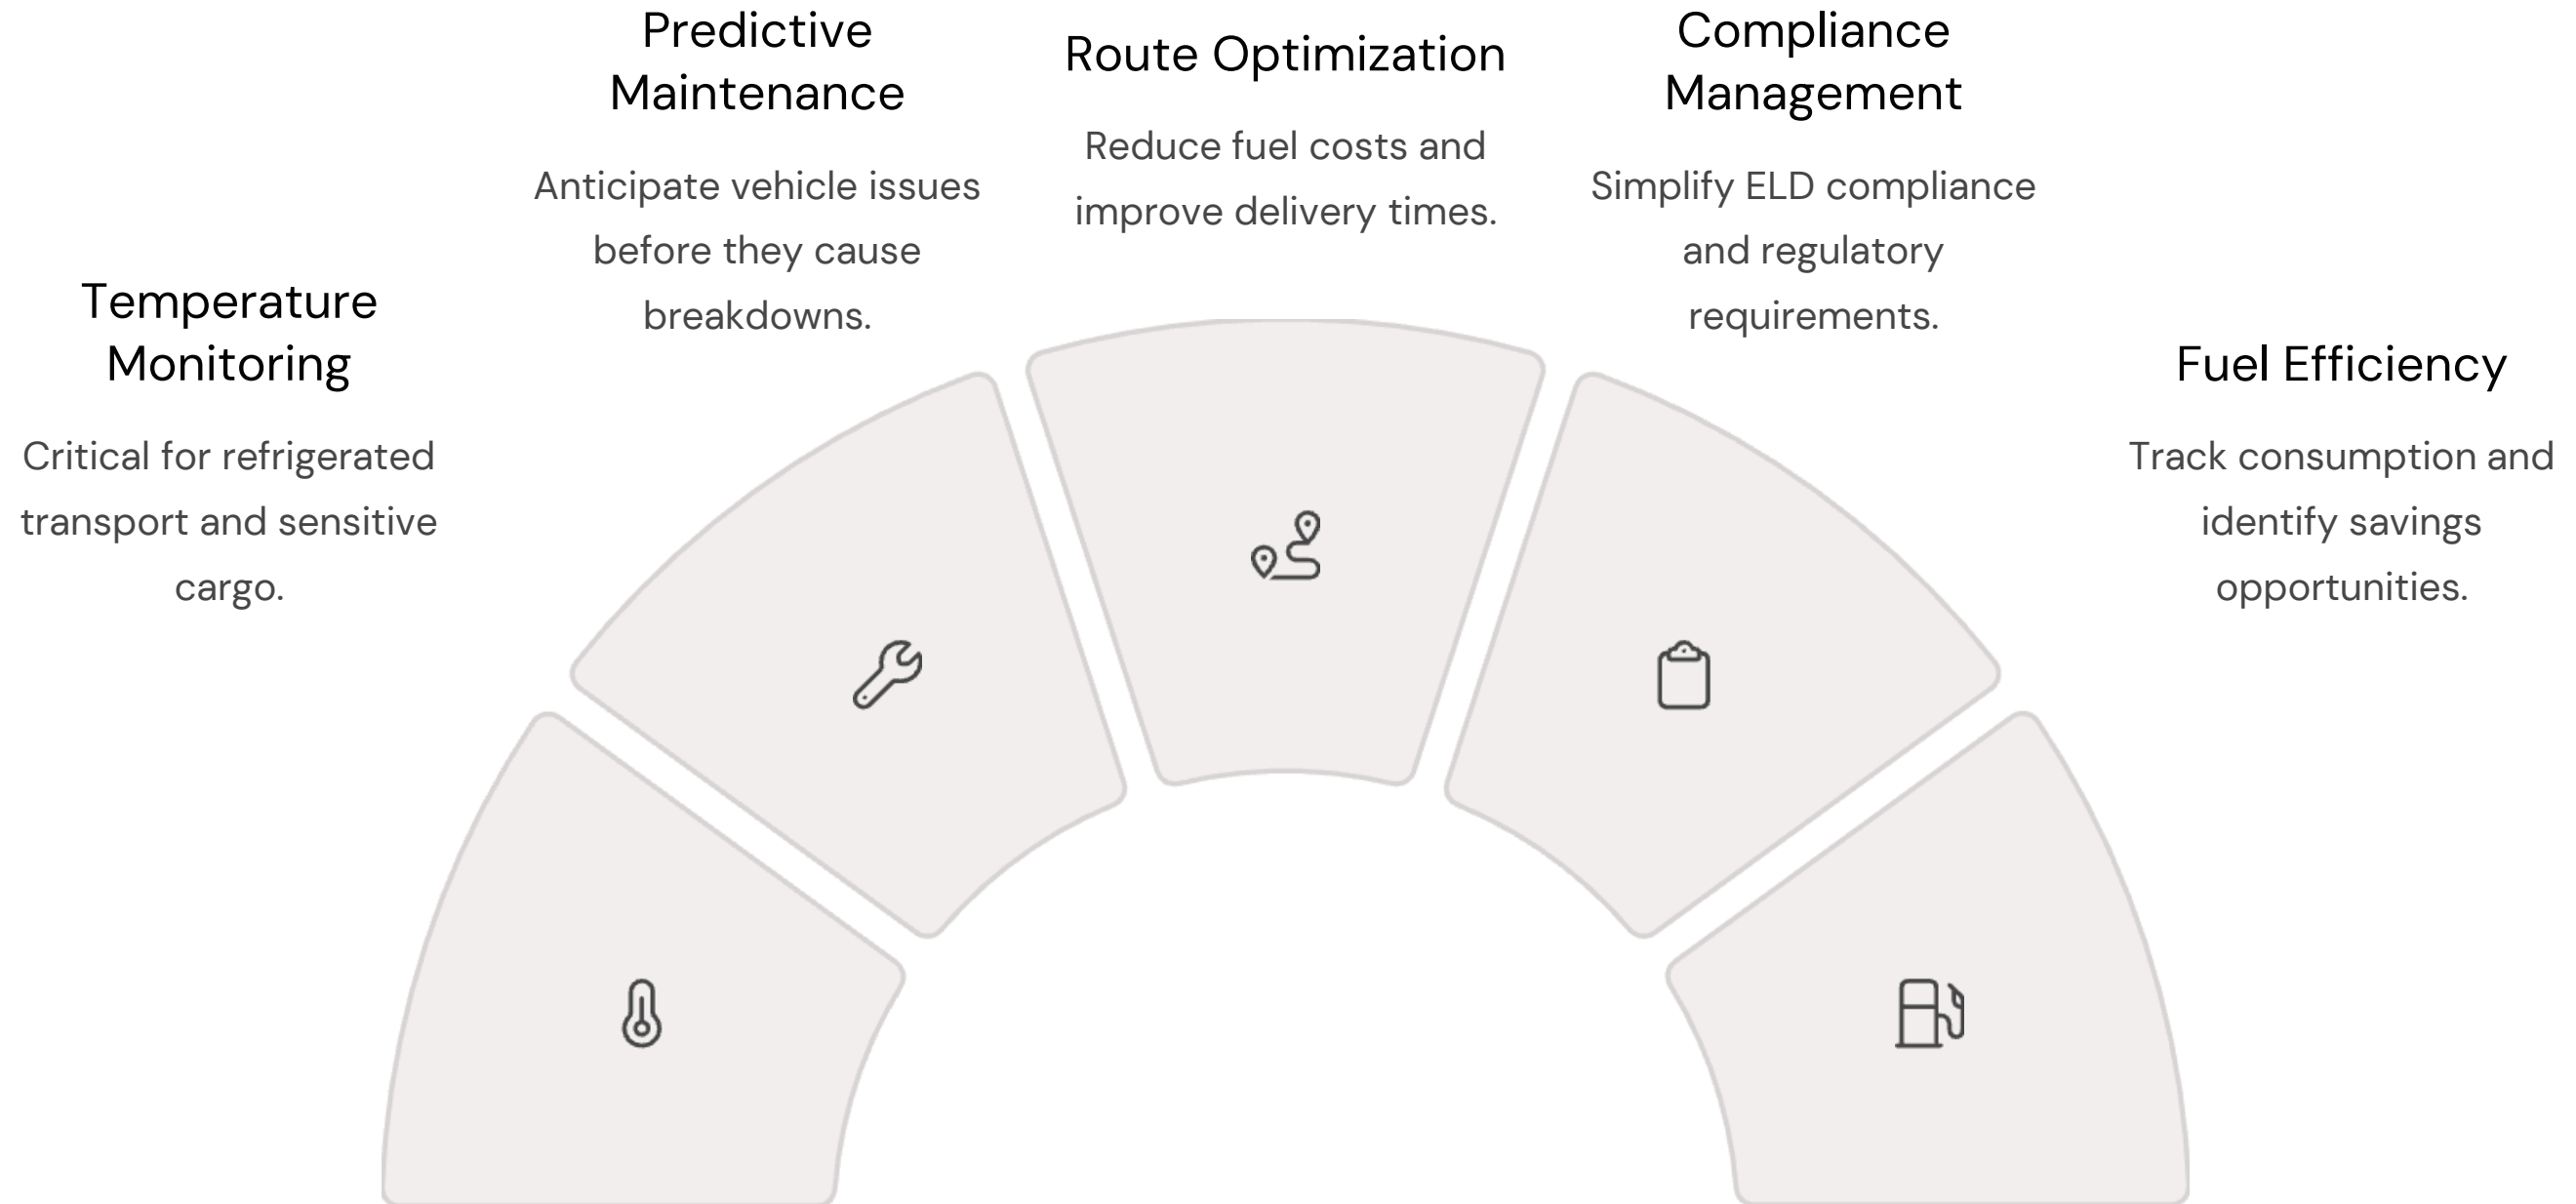 Temperature
Monitoring
Critical for refrigerated
transport and sensitive
cargo.
Predictive
Maintenance
Anticipate vehicle issues
before they cause
breakdowns.
Route Optimization
Reduce fuel costs and
improve delivery times.
Compliance
Management
Simplify ELD compliance
and regulatory
requirements.
Fuel Efficiency
Track consumption and
identify savings
opportunities.